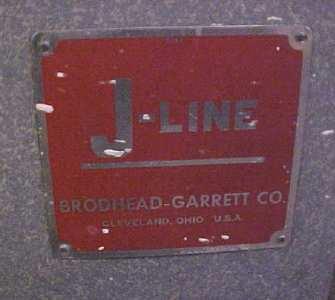 J-LINE
BRODHEAD-GARRETT CO.
CLEVELAND, OHIO U.S.A.